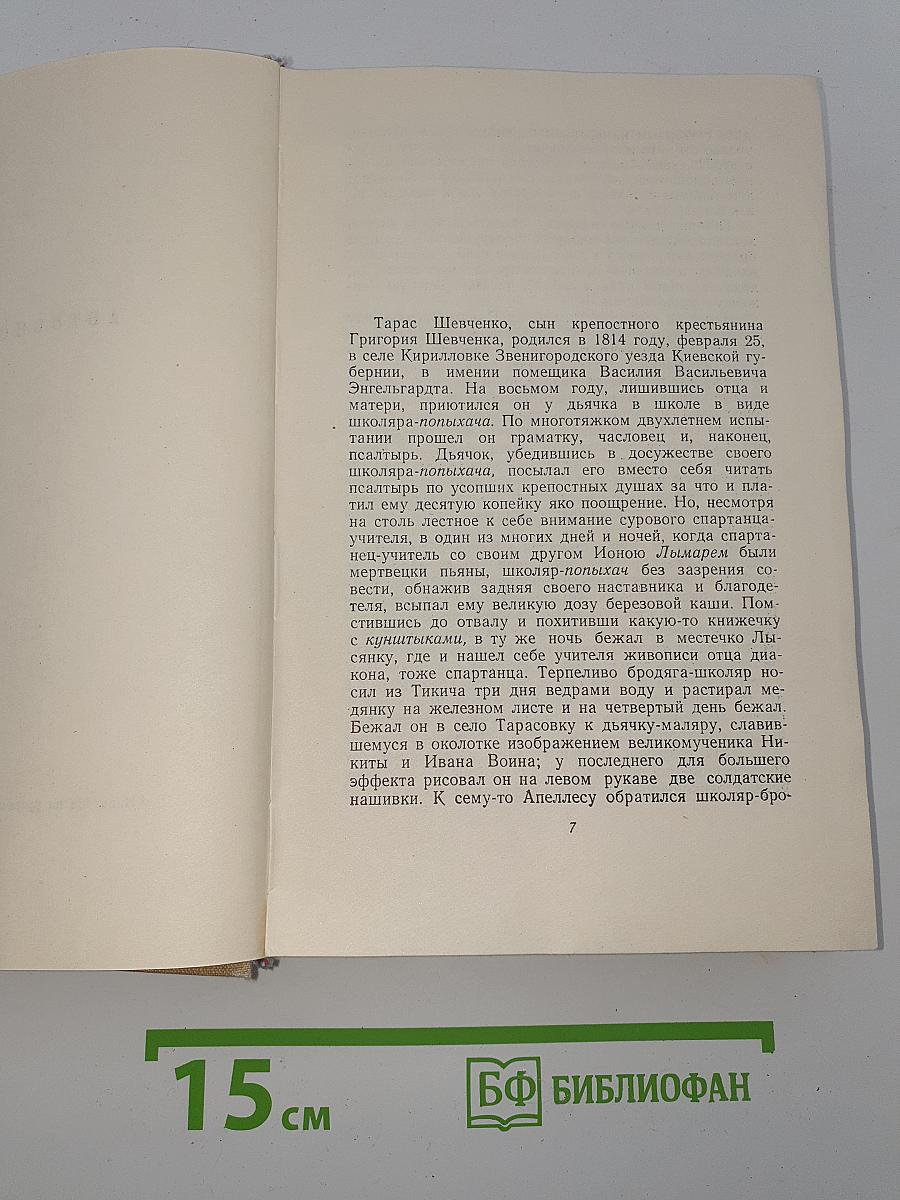 Тарас Шевченко, сын крепостного крестьянина
Григория Шевченка, родился в 1814 году, февраля 25,
в селе Кирилловке Звенигородского уезда Киевской гу-
бернии, в имении помещика Василия Васильевича
Энгельгардта. На восьмом году, лишившись отца и
матери, приютился он у дьячка в школе в виде
школяра-попыхача. По многотяжком двухлетнем испы-
тании прошел он граматку, часловец и, наконец,
псалтырь. Дьячок, убедившись в досужестве своего
школяра-попыхача, посылал его вместо себя читать
псалтырь по усопших крепостных душах за что и пла-
тил ему десятую копейку яко поощрение. Но, несмотря
на столь лестное к себе внимание сурового спартанца-
учителя, в один из многих дней и ночей, когда спарта-
нец-учитель со своим другом Ионою Лымарем были
мертвецки пьяны, школяр-попыхач без зазрения со-
вести, обнажив задняя своего наставника и благоде-
теля, всыпал ему великую дозу березовой каши. Пом-
стившись до отвалу и похитивши какую-то книжечку
с кунштыками, в ту же ночь бежал в местечко Лы-
сянку, где и нашел себе учителя живописи отца диа-
кона, тоже спартанца. Терпеливо бродяга-школяр но-
сил из Тикича три дня ведрами воду и растирал ме-
дянку на железном листе и на четвертый день бежал.
Бежал он в село Тарасовку к дьячку-маляру, славив-
шемуся в околотке изображением великомученика Ни-
киты и Ивана Воина; у последнего для большего
эффекта рисовал он на левом рукаве две солдатские
нашивки. К сему-то Апеллесу обратился школяр-бро-
7
15 см
БФ БИБЛИОФАН